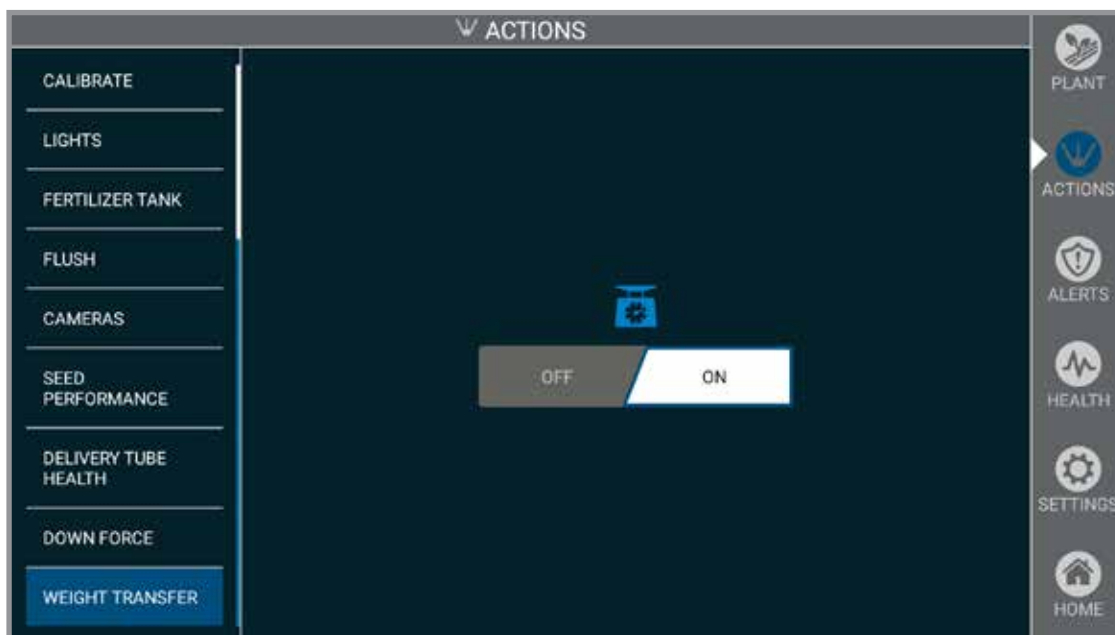 ACTIONS
CALIBRATE
LIGHTS
FERTILIZER TANK
FLUSH
CAMERAS
SEED
PERFORMANCE
DELIVERY TUBE
HEALTH
DOWN FORCE
WEIGHT TRANSFER
OFF
ON
PLANT
ACTIONS
ALERTS
HEALTH
SETTINGS
HOME